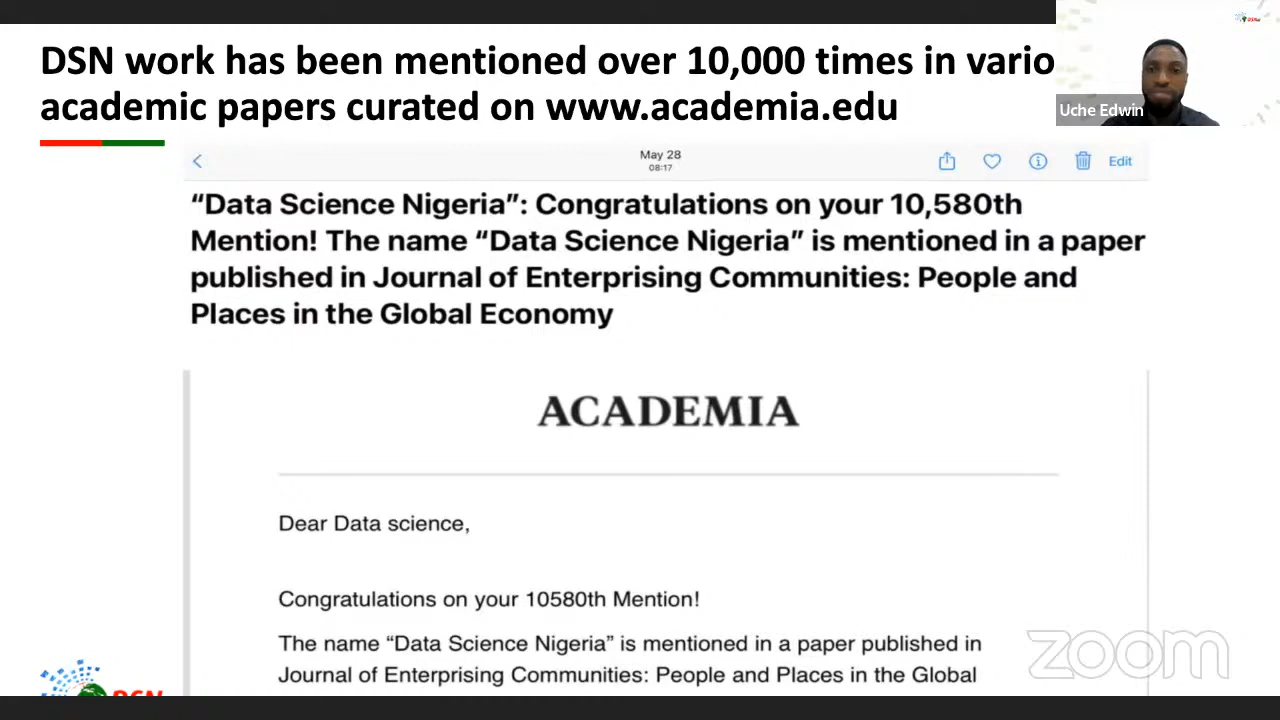 DSN work has been mentioned over 10,000 times in vario
academic papers curated on www.academia.edu
Uche Edwin
May 28
08:17
Edit
“Data Science Nigeria”: Congratulations on your 10,580th
Mention! The name “Data Science Nigeria” is mentioned in a paper
published in Journal of Enterprising Communities: People and
Places in the Global Economy
ACADEMIA
Dear Data science,
Congratulations on your 10580th Mention!
The name “Data Science Nigeria” is mentioned in a paper published in
Journal of Enterprising Communities: People and Places in the Global
zoom
DSN